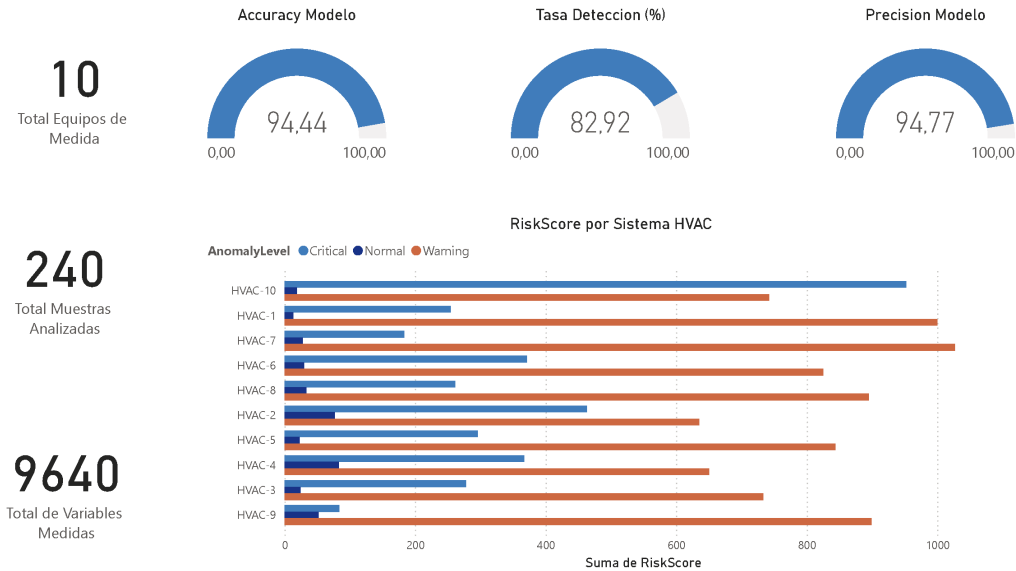 Accuracy Modelo
Tasa Deteccion (%)
Precision Modelo
10
Total Equipos de
Medida
94,44
0,00
100,00
82,92
0,00
100,00
94,77
0,00
100,00
240
Total Muestras
Analizadas
9640
Total de Variables
Medidas
RiskScore por Sistema HVAC
AnomalyLevel Critical Normal Warning
HVAC-10
HVAC-1
HVAC-7
HVAC-6
HVAC-8
HVAC-2
HVAC-5
HVAC-4
HVAC-3
HVAC-9
0 200 400 600 800 1000
Suma de RiskScore